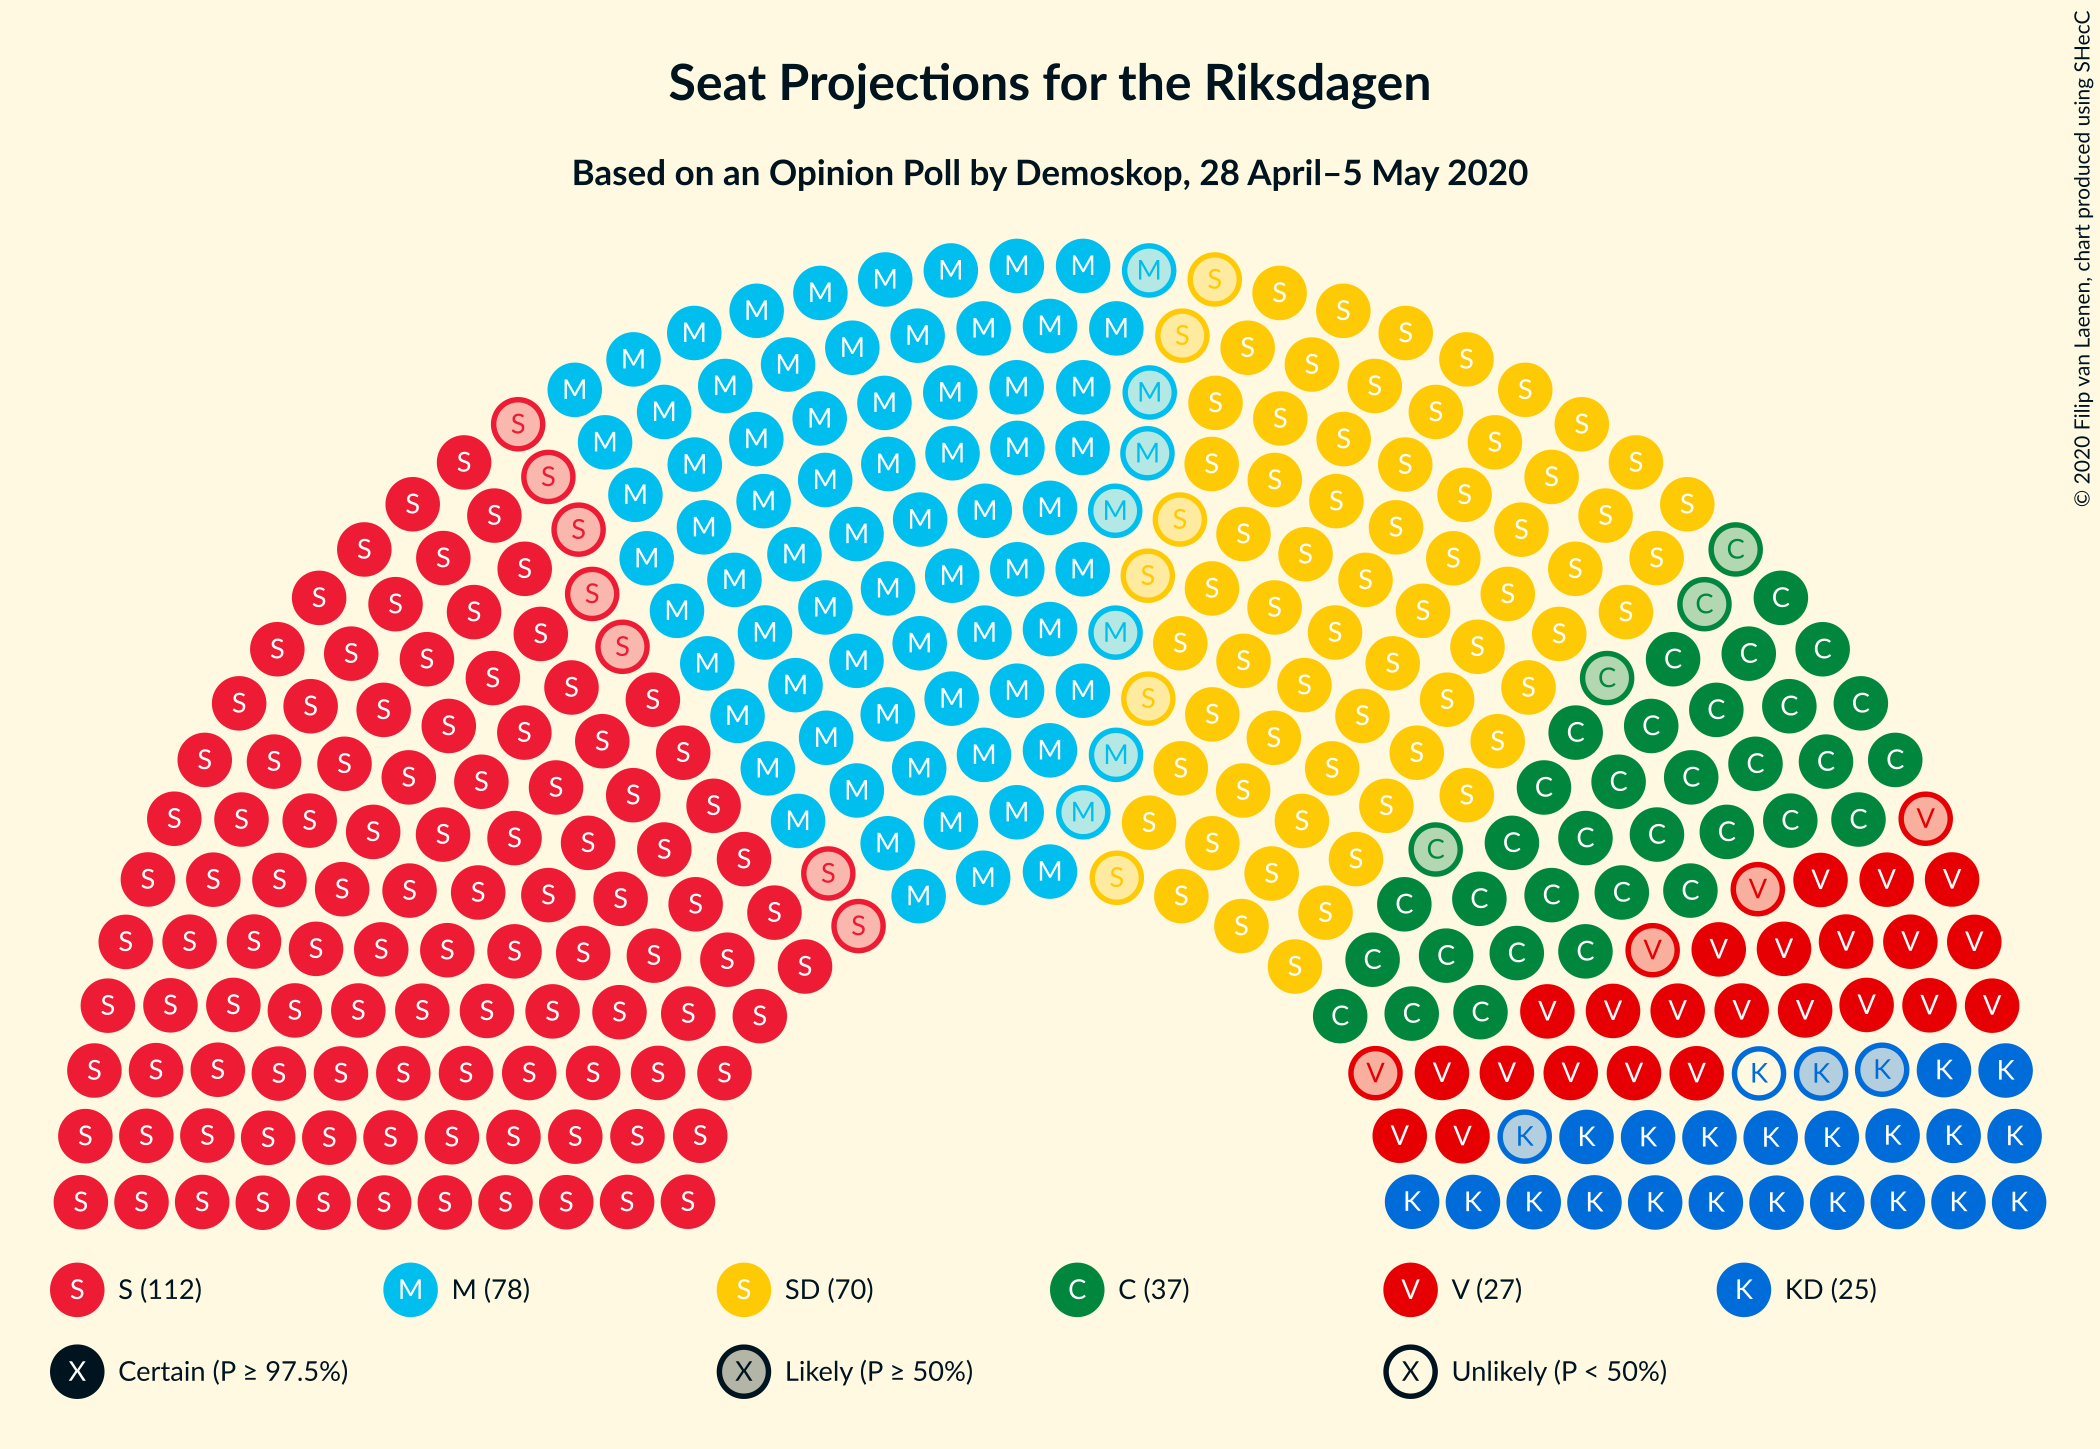 Seat Projections for the Riksdagen
Based on an Opinion Poll by Demoskop, 28 April–5 May 2020
© 2020 Filip van Laenen, chart produced using SHecC
S S (112)
M M (78)
S SD (70)
C C (37)
V V (27)
K KD (25)
X Certain (P ≥ 97.5%)
X Likely (P ≥ 50%)
X Unlikely (P < 50%)